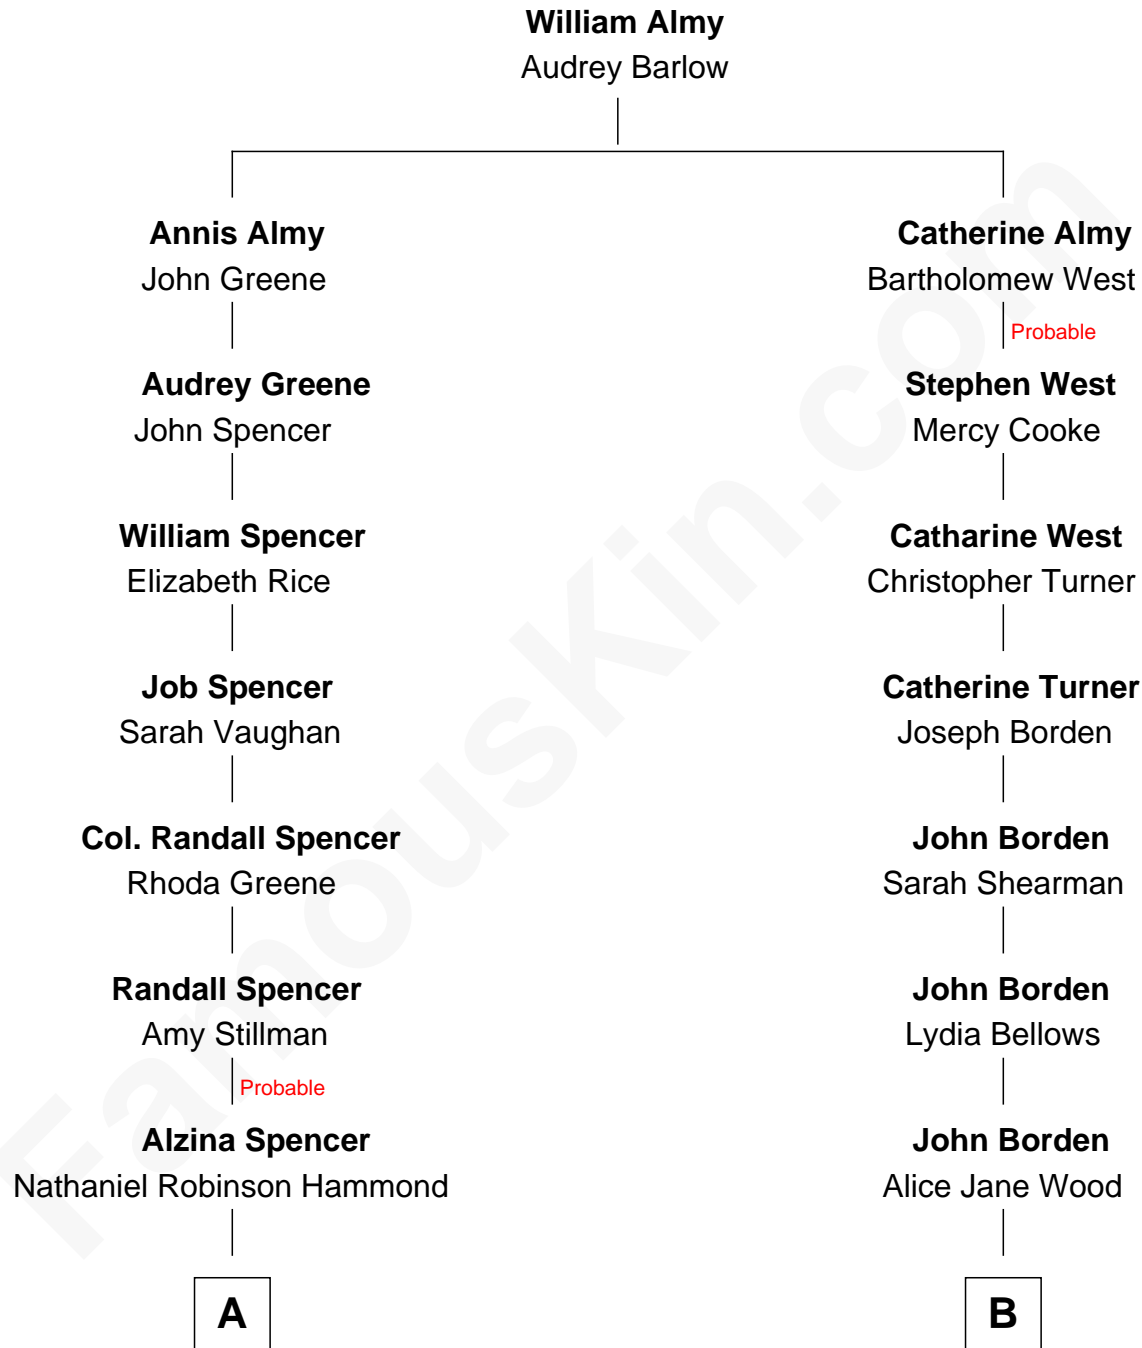 William Almy
Audrey Barlow
Annis Almy
John Greene
Catherine Almy
Bartholomew West
Probable
Audrey Greene
John Spencer
Stephen West
Mercy Cooke
William Spencer
Elizabeth Rice
Catharine West
Christopher Turner
Job Spencer
Sarah Vaughan
Catherine Turner
Joseph Borden
Col. Randall Spencer
Rhoda Greene
John Borden
Sarah Shearman
Randall Spencer
Amy Stillman
John Borden
Lydia Bellows
Probable
Alzina Spencer
Nathaniel Robinson Hammond
John Borden
Alice Jane Wood
A
B
FamousKin.com